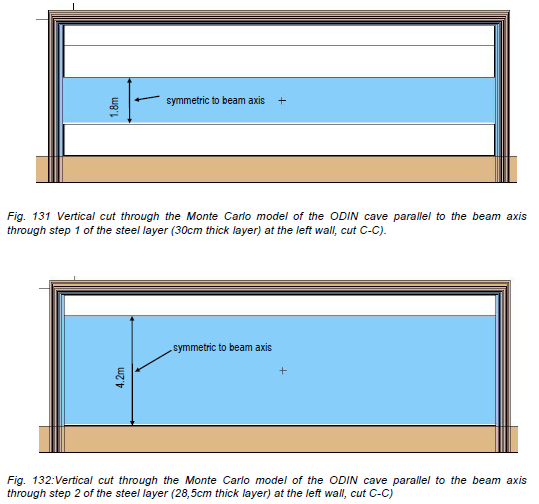 1.8m
symmetric to beam axis
Fig. 131 Vertical cut through the Monte Carlo model of the ODIN cave parallel to the beam axis
through step 1 of the steel layer (30cm thick layer) at the left wall, cut C-C).
4.2m
symmetric to beam axis
Fig. 132:Vertical cut through the Monte Carlo model of the ODIN cave parallel to the beam axis
through step 2 of the steel layer (28,5cm thick layer) at the left wall, cut C-C)